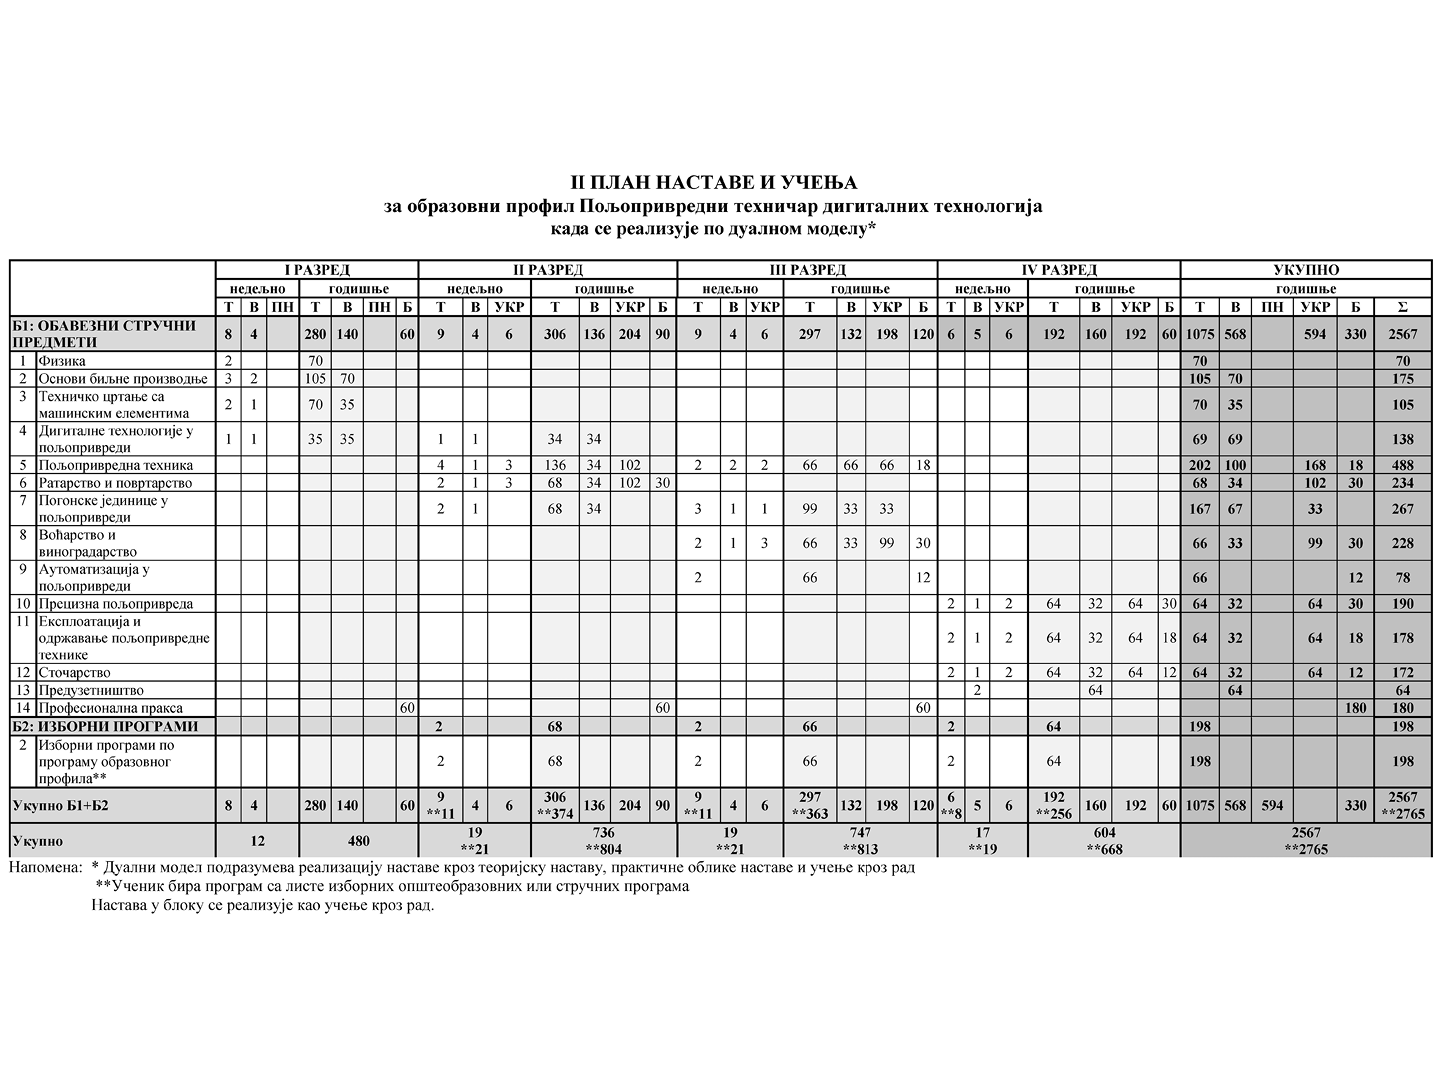 II ПЛАН НАСТАВЕ И УЧЕЊА
за образовни профил Пољопривредни техничар дигиталних технологија
када се реализује по дуалном моделу*
I РАЗРЕД II РАЗРЕД III РАЗРЕД IV РАЗРЕД УКУПНО
недељно годишње недељно годишње недељно годишње недељно годишње годишње
Т В ПН Т В ПН Б Т В УКР Т В УКР Б Т В УКР Т В УКР Б Т В УКР Т В УКР Б Т В ПН УКР Б Σ
Б1: ОБАВЕЗНИ СТРУЧНИ
ПРЕДМЕТИ
8 4 280 140 60 9 4 6 306 136 204 90 9 4 6 297 132 198 120 6 5 6 192 160 192 60 1075 568 594 330 2567
1 Физика 2 70 70 70
2 Основи биљне производње 3 2 105 70 105 70 175
3 Техничко цртање са
машинским елементима 2 1 70 35 70 35 105
4 Дигиталне технологије у
пољопривреди 1 1 35 35 1 1 34 34 69 69 138
5 Пољопривредна техника 4 1 3 136 34 102 2 2 2 66 66 66 18 202 100 168 18 488
6 Ратарство и повртарство 2 1 3 68 34 102 30 68 34 102 30 234
7 Погонске јединице у
пољопривреди 2 1 68 34 3 1 1 99 33 33 167 67 33 267
8 Воћарство и
виноградарство 2 1 3 66 33 99 30 66 33 99 30 228
9 Аутоматизација у
пољопривреди 2 66 12 66 12 78
10 Прецизна пољопривреда 2 1 2 64 32 64 30 64 32 64 30 190
11 Експлоатација и
одржавање пољопривредне
технике 2 1 2 64 32 64 18 64 32 64 18 178
12 Сточарство 2 1 2 64 32 64 12 64 32 64 12 172
13 Предузетништво 2 64 64 64
14 Професионална пракса 60 60 60 180 180
Б2: ИЗБОРНИ ПРОГРАМИ 2 68 2 66 2 64 198 198
2 Изборни програми по
програму образовног
профила** 2 68 2 66 2 64 198 198
Укупно Б1+Б2 8 4 280 140 60 9 **11 4 6 306 **374 136 204 90 9 **11 4 6 297 **363 132 198 120 6 **8 5 6 192 **256 160 192 60 1075 568 594 330 2567 **2765
Укупно 12 480 19 **21 736 **804 19 **21 747 **813 17 **19 604 **668 2567 **2765
Напомена: * Дуални модел подразумева реализацију наставе кроз теоријску наставу, практичне облике наставе и учење кроз рад
**Ученик бира програм са листе изборних општеобразовних или стручних програма
Настава у блоку се реализује као учење кроз рад.